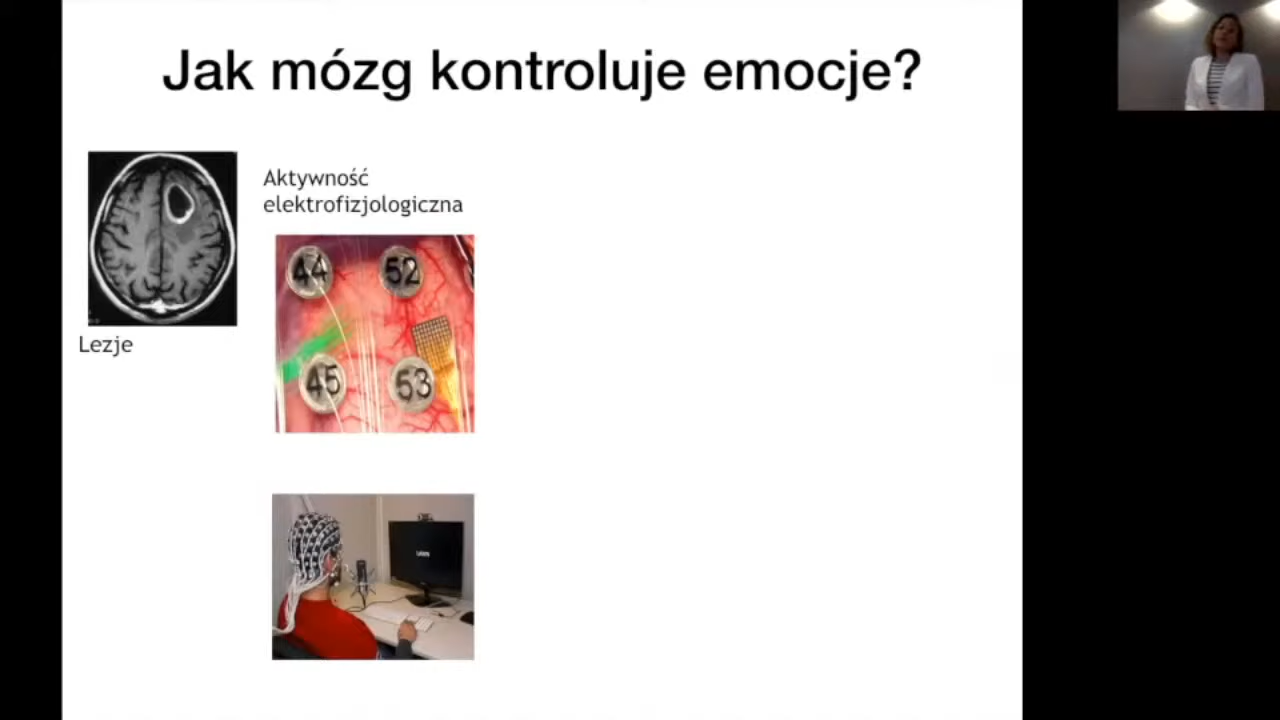 Jak mózg kontroluje emocje?
Aktywność
elektrofizjologiczna
44
52
45
53
Lezje